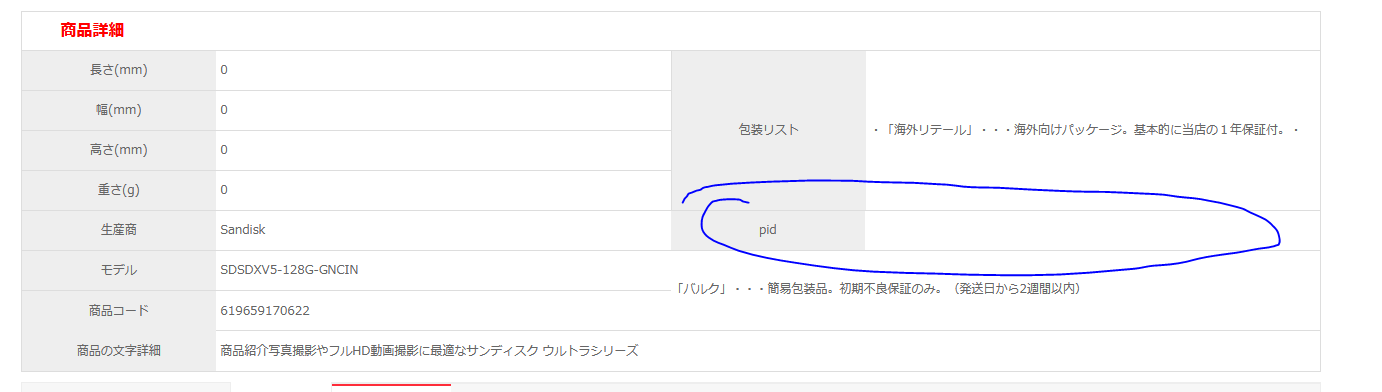 商品詳細
長さ(mm) 0
幅(mm) 0
高さ(mm) 0
重さ(g) 0
包装リスト ・「海外リテール」・・・海外向けパッケージ。基本的に当店の１年保証付。・
生産商 Sandisk
pid
モデル SDSDXV5-128G-GNCIN
「バルク」・・・簡易包装品。初期不良保証のみ。（発送日から2週間以内）
商品コード 619659170622
商品の文字詳細 商品紹介写真撮影やフルHD動画撮影に最適なサンディスク ウルトラシリーズ